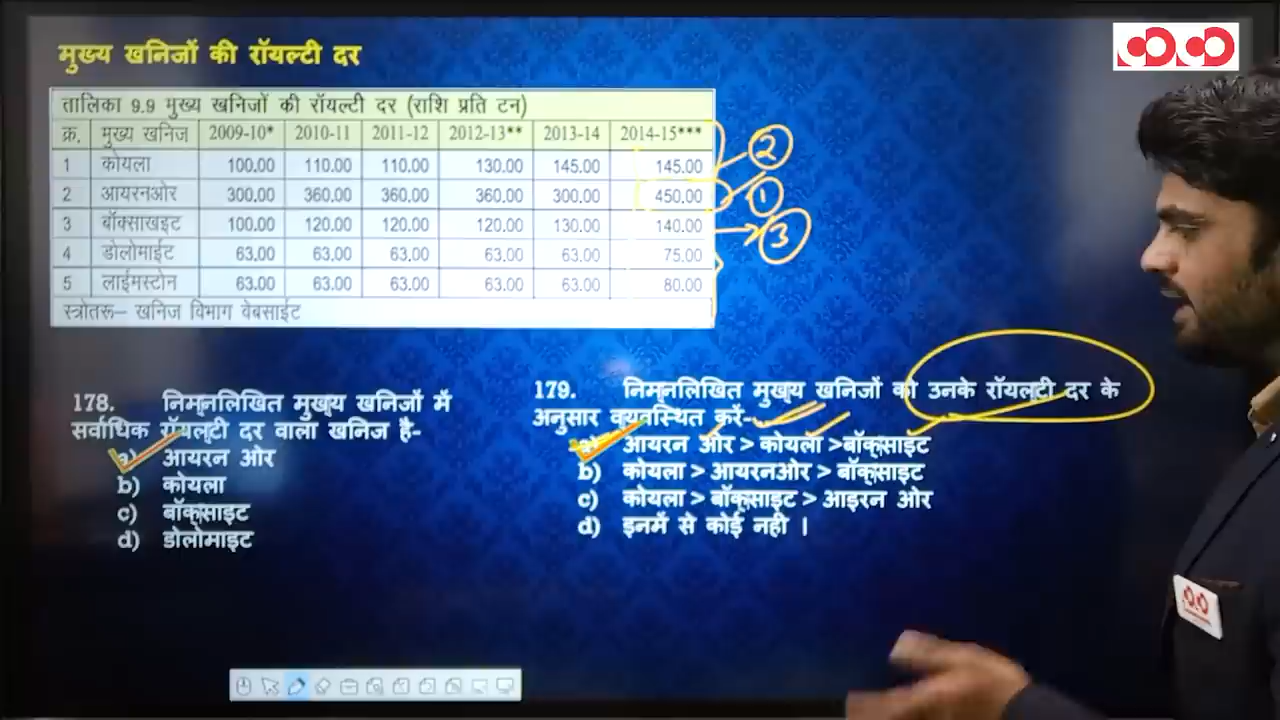 मुख्य खनिजों की रॉयल्टी दर
तालिका 9.9 मुख्य खनिजों की रॉयल्टी दर (राशि प्रति टन)
क्र. मुख्य खनिज 2009-10* 2010-11 2011-12 2012-13** 2013-14 2014-15***
1 कोयला 100.00 110.00 110.00 130.00 145.00 145.00
2 आयरनओर 300.00 360.00 360.00 360.00 300.00 450.00
3 बॉक्साखइट 100.00 120.00 120.00 120.00 130.00 140.00
4 डोलोमाईट 63.00 63.00 63.00 63.00 63.00 75.00
5 लाईमस्टोन 63.00 63.00 63.00 63.00 63.00 80.00
स्त्रोतरू– खनिज विभाग वेबसाईट
2
1
3
178. निम्नलिखित मुख्य खनिजों में
सर्वाधिक रॉयल्टी दर वाला खनिज है-
a) आयरन ओर
b) कोयला
c) बॉक्साइट
d) डोलोमाइट
179. निम्नलिखित मुख्य खनिजों को उनके रॉयल्टी दर के
अनुसार व्यवस्थित करें-
a) आयरन ओर > कोयला >बॉक्साइट
b) कोयला > आयरनओर > बॉक्साइट
c) कोयला > बॉक्साइट > आइरन ओर
d) इनमें से कोई नही ।